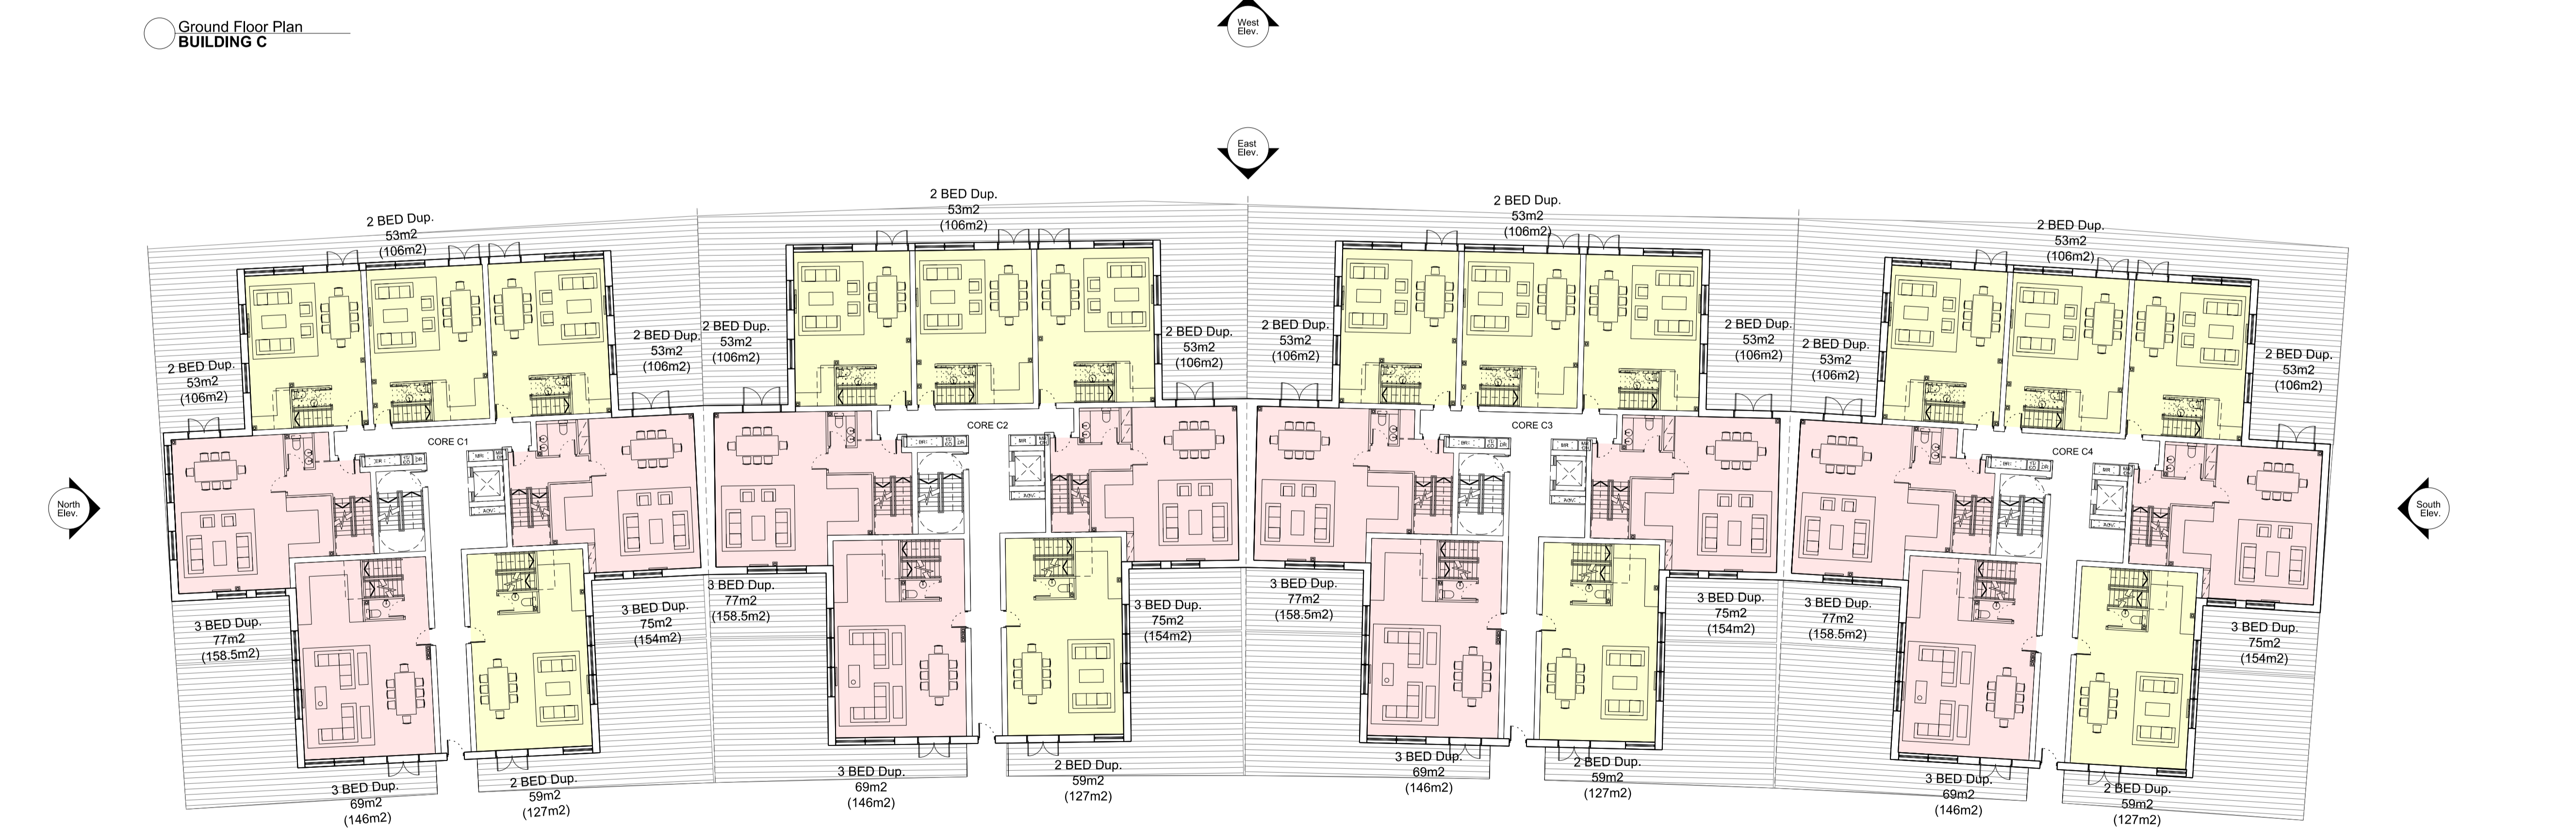 Ground Floor Plan
BUILDING C
West
Elev.
East
Elev.
North
Elev.
South
Elev.
2 BED Dup.
53m2
(106m2)
2 BED Dup.
53m2
(106m2)
2 BED Dup.
53m2
(106m2)
CORE C1
3 BED Dup.
77m2
(158.5m2)
3 BED Dup.
75m2
(154m2)
3 BED Dup.
69m2
(146m2)
2 BED Dup.
59m2
(127m2)
2 BED Dup.
53m2
(106m2)
2 BED Dup.
53m2
(106m2)
2 BED Dup.
53m2
(106m2)
CORE C2
3 BED Dup.
77m2
(158.5m2)
3 BED Dup.
75m2
(154m2)
3 BED Dup.
69m2
(146m2)
2 BED Dup.
59m2
(127m2)
2 BED Dup.
53m2
(106m2)
2 BED Dup.
53m2
(106m2)
2 BED Dup.
53m2
(106m2)
CORE C3
3 BED Dup.
77m2
(158.5m2)
3 BED Dup.
75m2
(154m2)
3 BED Dup.
69m2
(146m2)
2 BED Dup.
59m2
(127m2)
2 BED Dup.
53m2
(106m2)
2 BED Dup.
53m2
(106m2)
2 BED Dup.
53m2
(106m2)
CORE C4
3 BED Dup.
77m2
(158.5m2)
3 BED Dup.
75m2
(154m2)
3 BED Dup.
69m2
(146m2)
2 BED Dup.
59m2
(127m2)